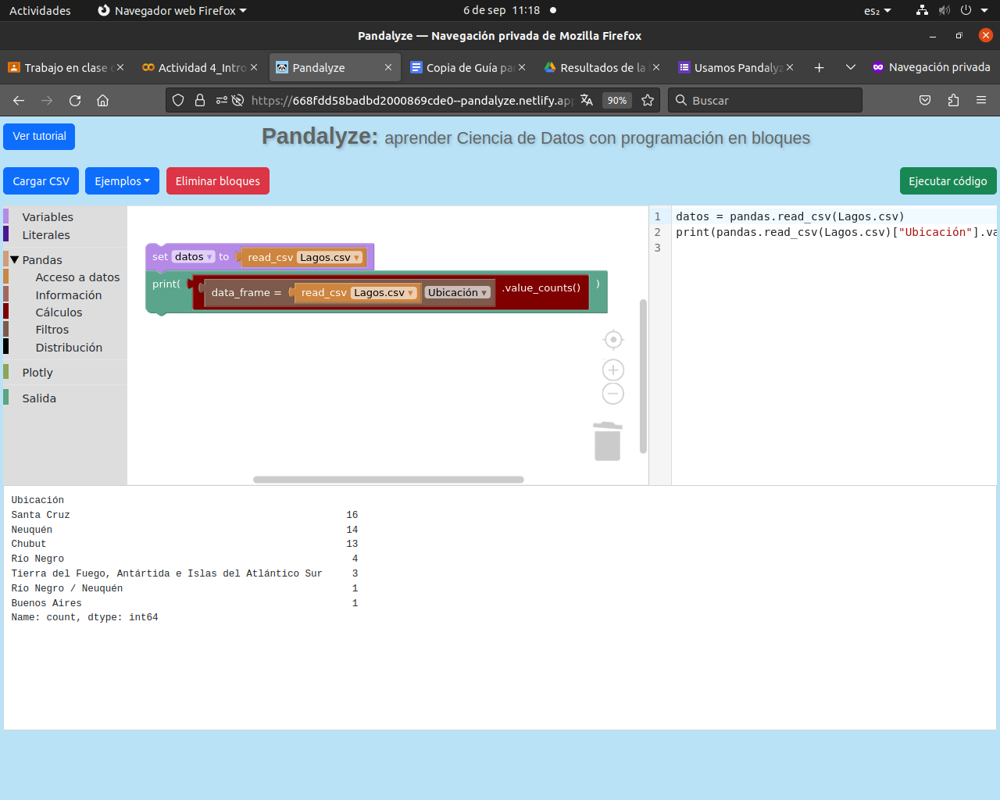 Actividades
Navegador web Firefox
6 de sep 11:18
es₂
Pandalyze — Navegación privada de Mozilla Firefox
Trabajo en clase
Actividad 4_Intro
Pandalyze
Copia de Guía pa
Resultados de la
Usamos Pandalyz
Navegación privada
https://668fdd58badbd2000869cde0--pandalyze.netlify.app
90%
Buscar
Ver tutorial
Pandalyze: aprender Ciencia de Datos con programación en bloques
Cargar CSV
Ejemplos
Eliminar bloques
Ejecutar código
Variables
Literales
Pandas
Acceso a datos
Información
Cálculos
Filtros
Distribución
Plotly
Salida
set datos to read_csv Lagos.csv
print( data_frame = read_csv Lagos.csv Ubicación .value_counts() )
1 datos = pandas.read_csv(Lagos.csv)
2 print(pandas.read_csv(Lagos.csv)["Ubicación"].va
3
Ubicación
Santa Cruz 16
Neuquén 14
Chubut 13
Río Negro 4
Tierra del Fuego, Antártida e Islas del Atlántico Sur 3
Río Negro / Neuquén 1
Buenos Aires 1
Name: count, dtype: int64